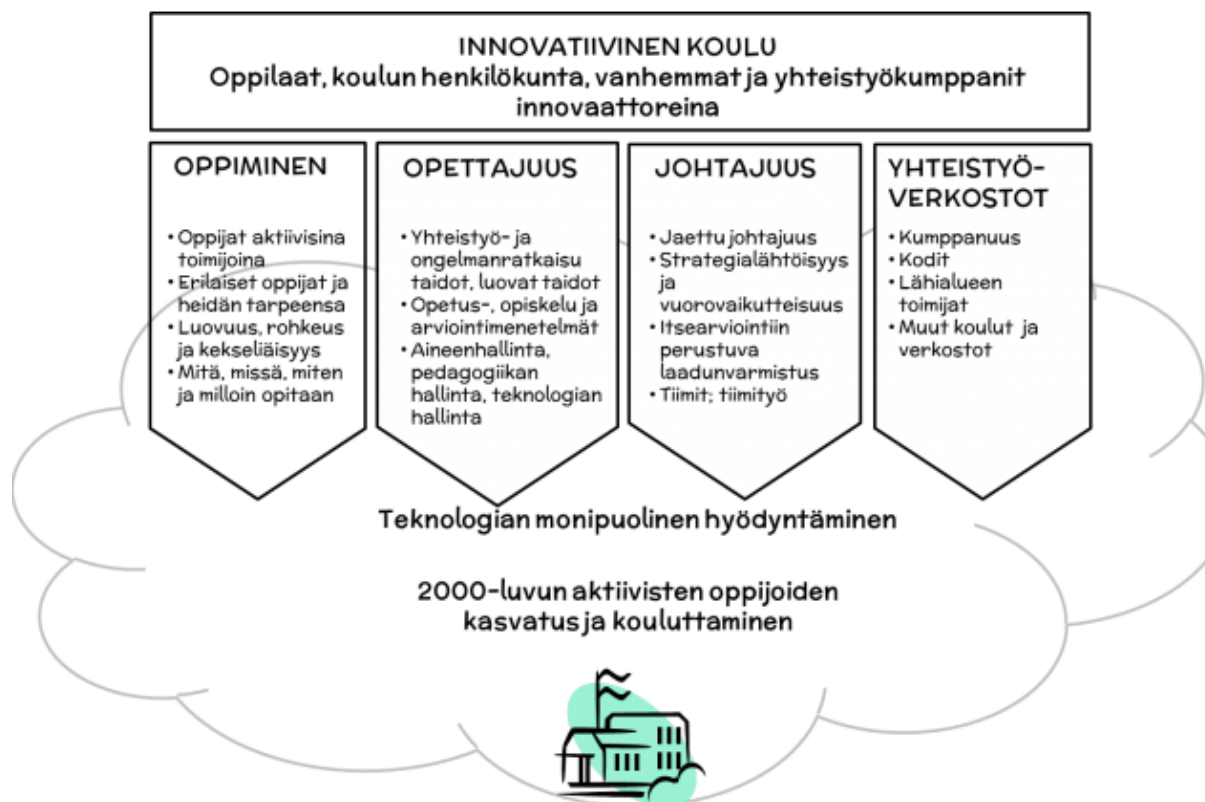 INNOVATIIVINEN KOULU
Oppilaat, koulun henkilökunta, vanhemmat ja yhteistyökumppanit
innovaattoreina
OPPIMINEN
• Oppijat aktiivisina
toimijoina
• Erilaiset oppijat ja
heidän tarpeensa
• Luovuus, rohkeus
ja kekseliäisyys
• Mitä, missä, miten
ja milloin opitaan
OPETTAJUUS
• Yhteistyö- ja
ongelmanratkaisu
taidot, luovat taidot
• Opetus-, opiskelu ja
arviointimenetelmät
• Aineenhallinta,
pedagogiikan
hallinta, teknologian
hallinta
JOHTAJUUS
• Jaettu johtajuus
• Strategialähtöisyys
ja
vuorovaikutteisuus
• Itsearviointiin
perustuva
laadunvarmistus
• Tiimit; tiimityö
YHTEISTYÖ-
VERKOSTOT
• Kumppanuus
• Kodit
• Lähialueen
toimijat
• Muut koulut ja
verkostot
Teknologian monipuolinen hyödyntäminen
2000-luvun aktiivisten oppijoiden
kasvatus ja kouluttaminen